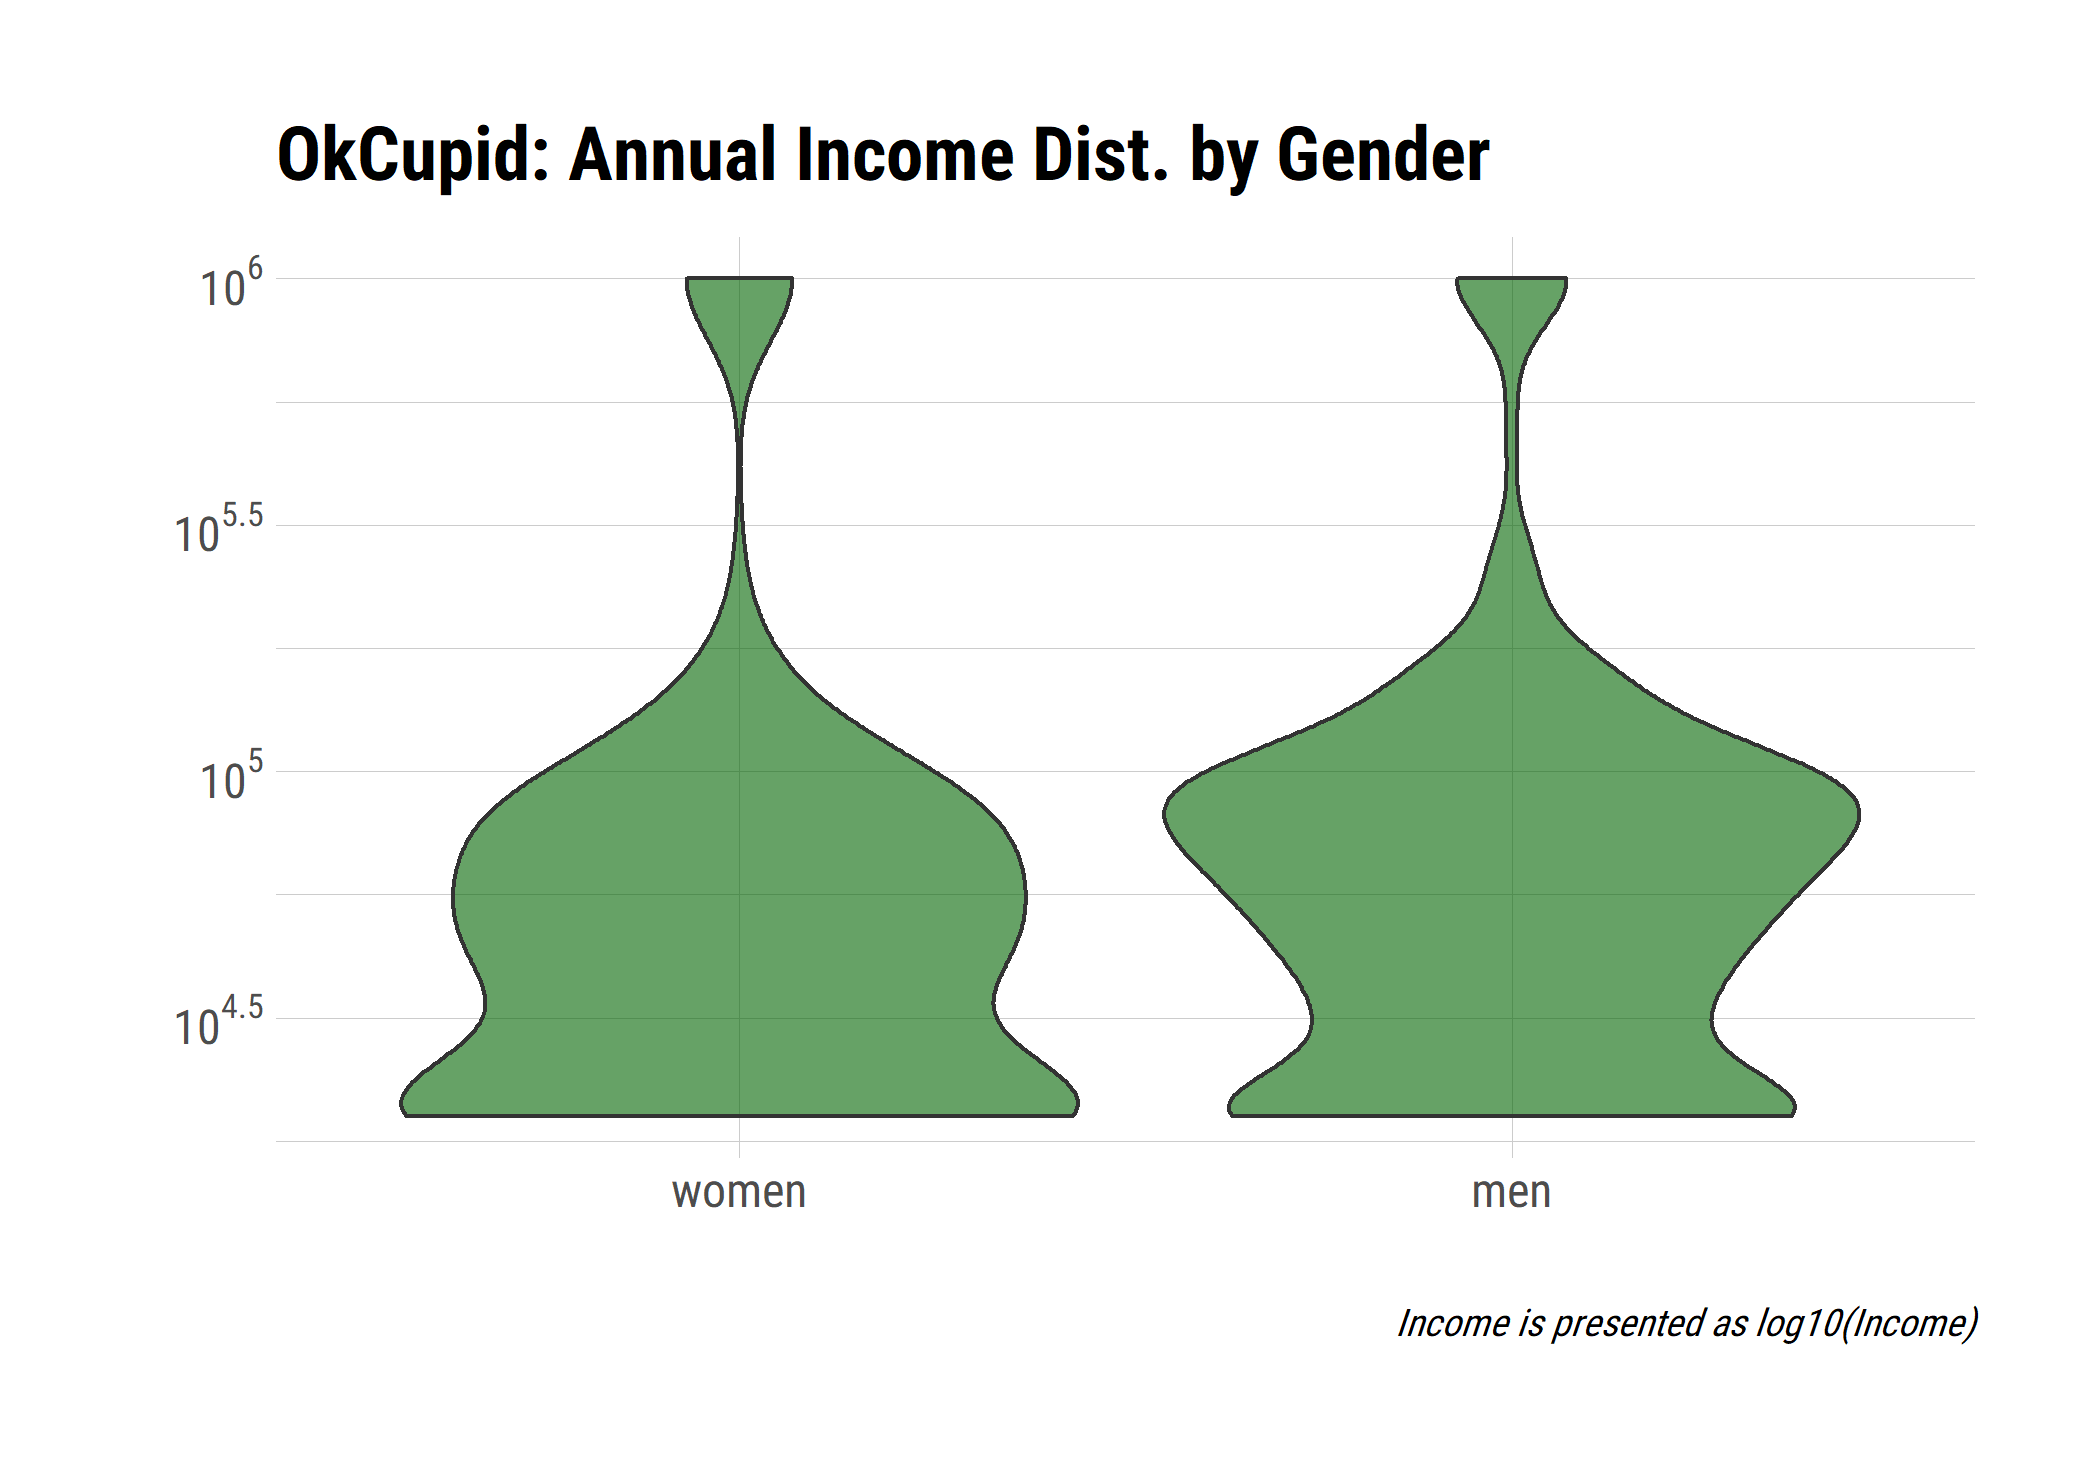 OkCupid: Annual Income Dist. by Gender
10^6
10^5.5
10^5
10^4.5
women men
Income is presented as log10(Income)